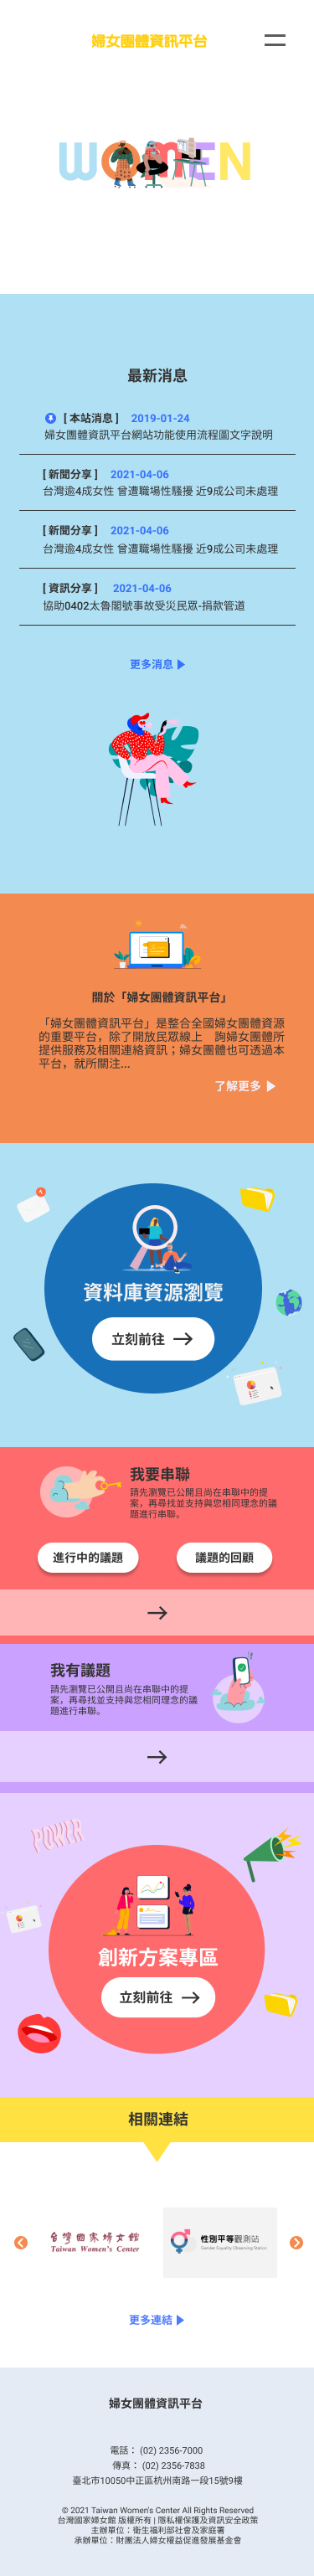 婦女團體資訊平台
WOMEN
最新消息
[ 本站消息 ] 2019-01-24
婦女團體資訊平台網站功能使用流程圖文字說明
[ 新聞分享 ] 2021-04-06
台灣逾4成女性 曾遭職場性騷擾 近9成公司未處理
[ 新聞分享 ] 2021-04-06
台灣逾4成女性 曾遭職場性騷擾 近9成公司未處理
[ 資訊分享 ] 2021-04-06
協助0402太魯閣號事故受災民眾-捐款管道
更多消息
關於「婦女團體資訊平台」
「婦女團體資訊平台」是整合全國婦女團體資源
的重要平台，除了開放民眾線上 詢婦女團體所
提供服務及相關連絡資訊；婦女團體也可透過本
平台，就所關注...
了解更多
資料庫資源瀏覽
立刻前往
我要串聯
請先瀏覽已公開且尚在串聯中的提
案，再尋找並支持與您相同理念的議
題進行串聯。
進行中的議題 議題的回顧
我有議題
請先瀏覽已公開且尚在串聯中的提
案，再尋找並支持與您相同理念的議
題進行串聯。
POWER
創新方案專區
立刻前往
相關連結
台灣國家婦女館
Taiwan Women's Center
性別平等觀測站
Gender Equality Observing Station
更多連結
婦女團體資訊平台
電話： (02) 2356-7000
傳真： (02) 2356-7838
臺北市10050中正區杭州南路一段15號9樓
© 2021 Taiwan Women's Center All Rights Reserved
台灣國家婦女館 版權所有 | 隱私權保護及資訊安全政策
主辦單位：衛生福利部社會及家庭署
承辦單位：財團法人婦女權益促進發展基金會